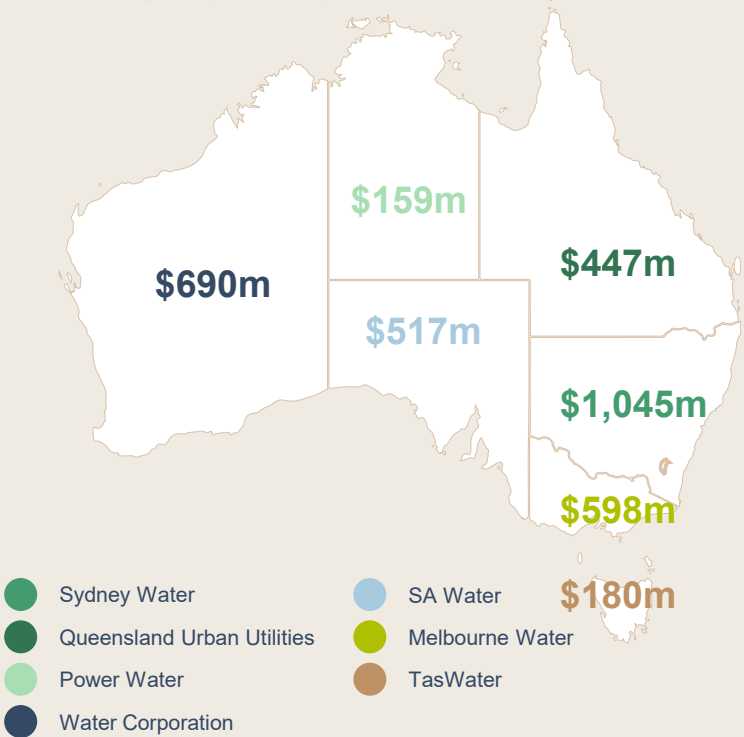 $159m
$447m
$690m
$517m
$1,045m
$598m
$180m
Sydney Water
Queensland Urban Utilities
Power Water
Water Corporation
SA Water
Melbourne Water
TasWater